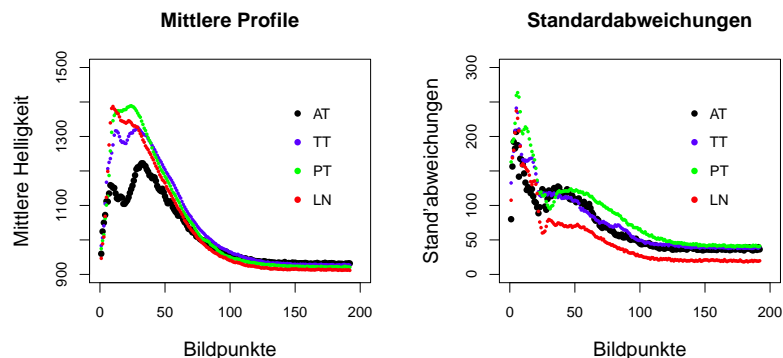 Mittlere Profile
Mittlere Helligkeit
1500
1300
1100
900
AT
TT
PT
LN
0 50 100 150 200
Bildpunkte
Standardabweichungen
Stand'abweichungen
300
200
100
50
0
AT
TT
PT
LN
0 50 100 150 200
Bildpunkte